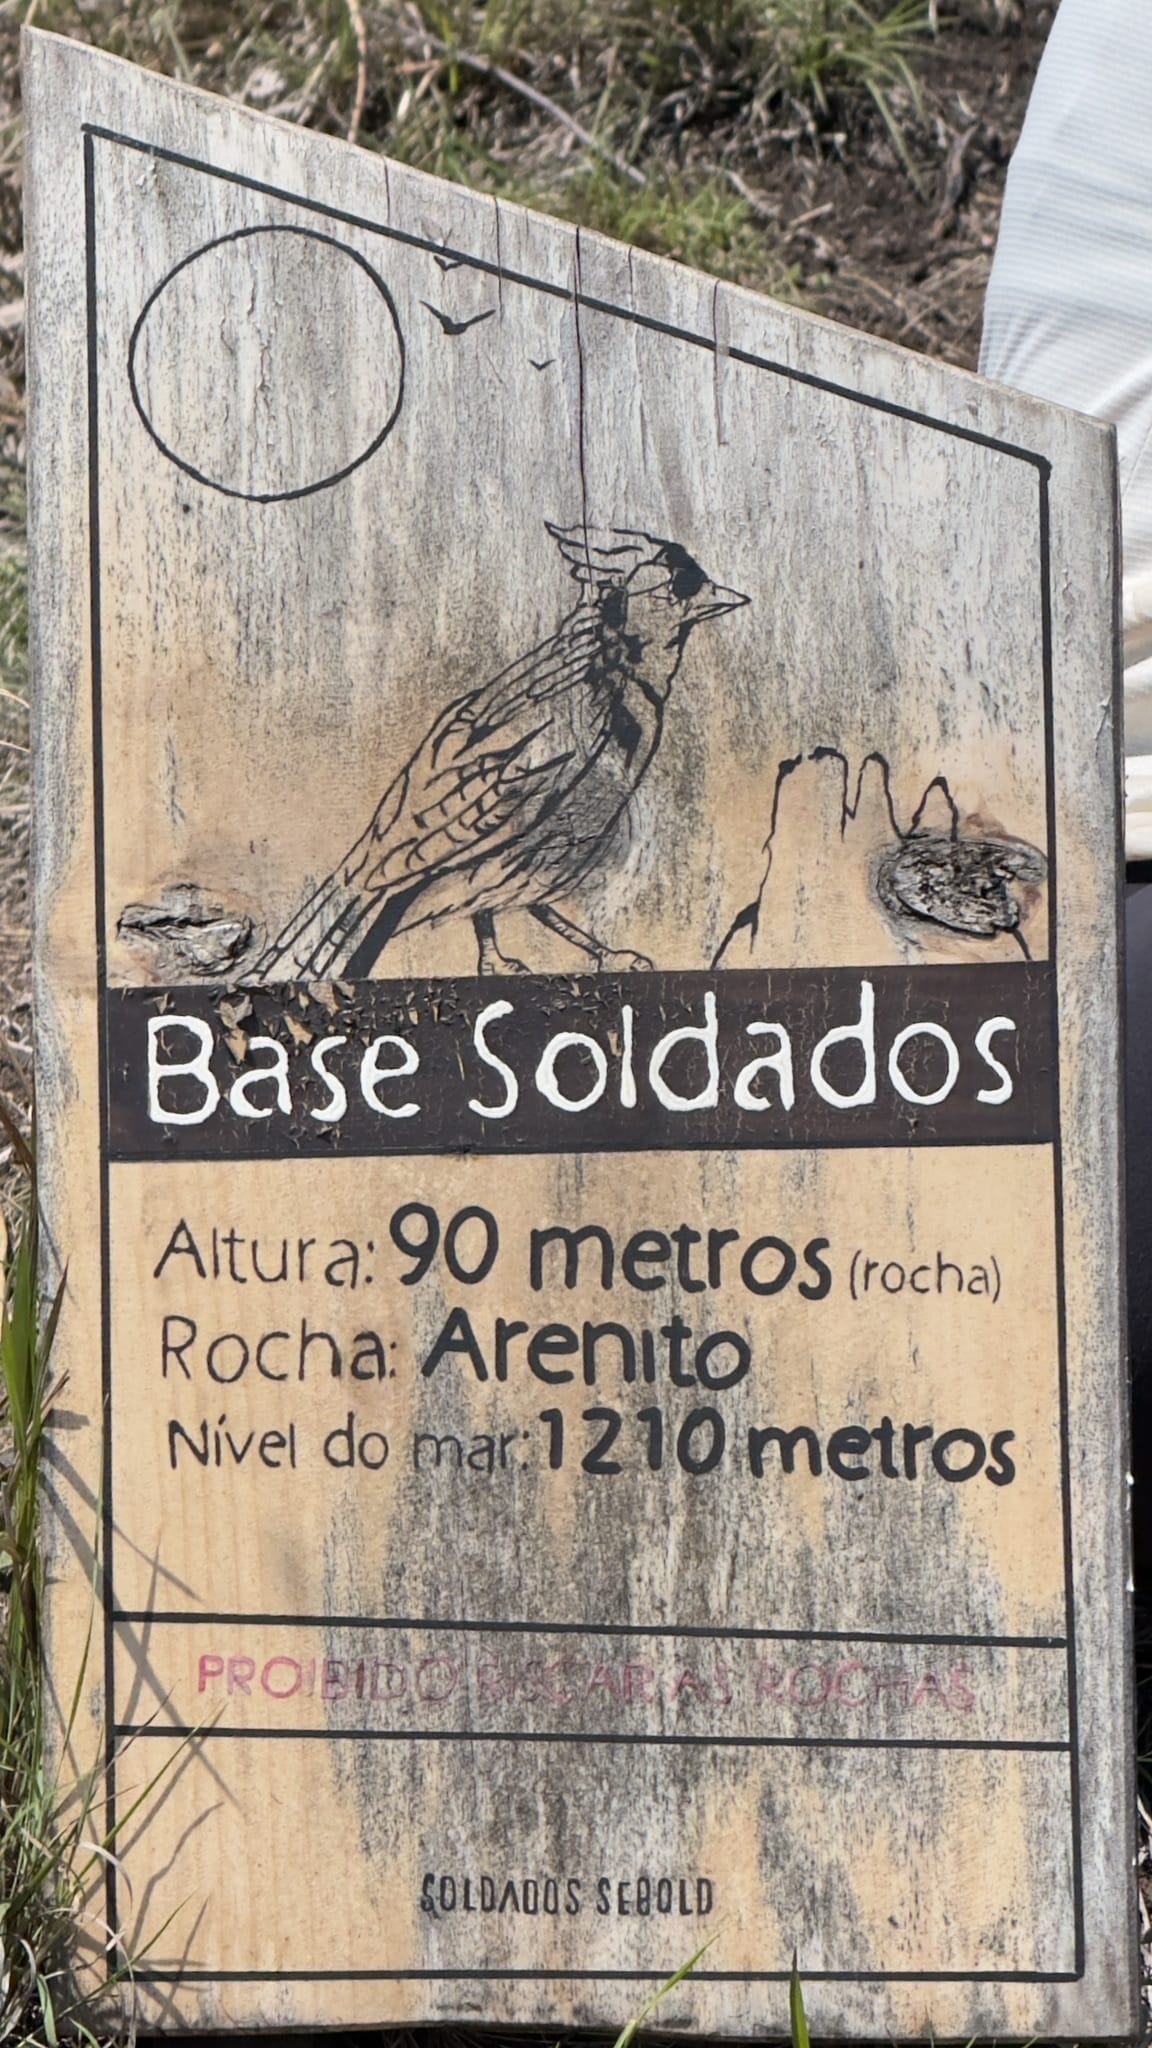 Base Soldados
Altura: 90 metros (rocha)
Rocha: Arenito
Nível do mar: 1210 metros
PROIBIDO RISCAR AS ROCHAS
SOLDADOS SEBOLD